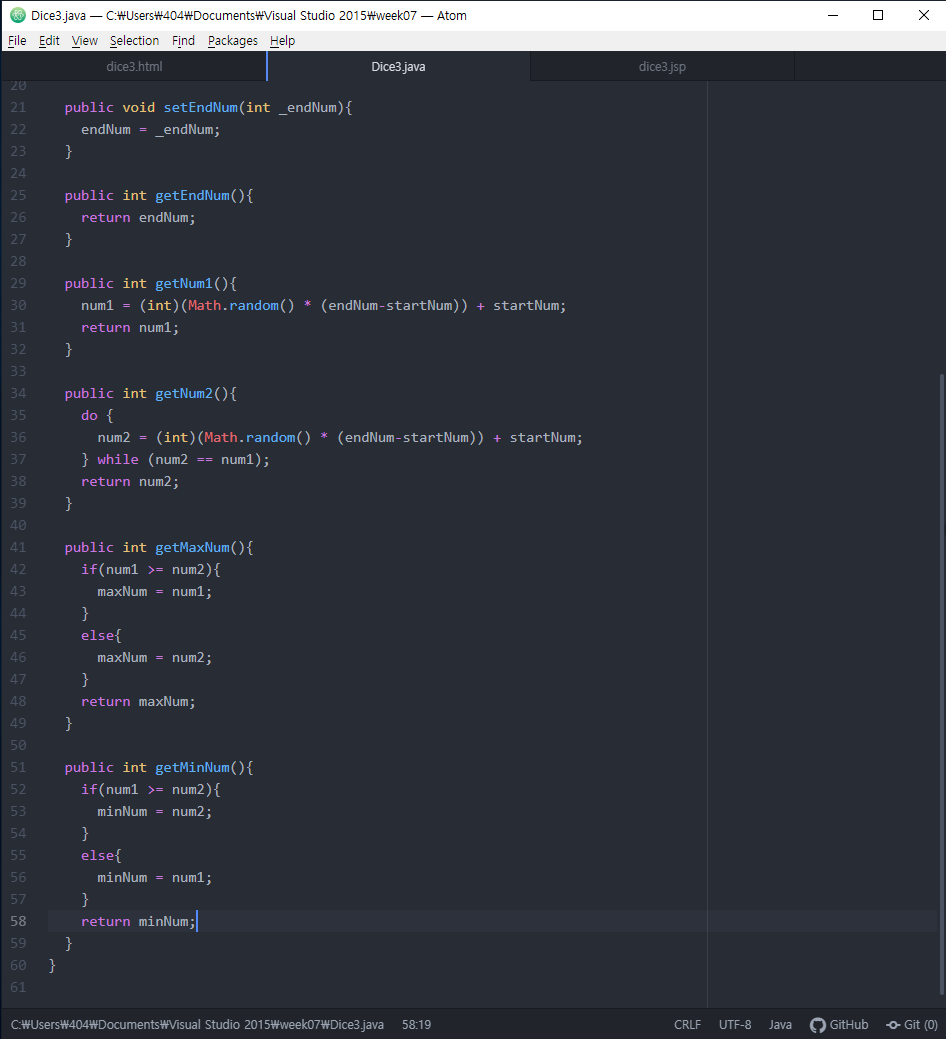 Dice3.java — C:₩Users₩404₩Documents₩Visual Studio 2015₩week07 — Atom
File Edit View Selection Find Packages Help
dice3.html Dice3.java dice3.jsp
20
21 public void setEndNum(int _endNum){
22 endNum = _endNum;
23 }
24
25 public int getEndNum(){
26 return endNum;
27 }
28
29 public int getNum1(){
30 num1 = (int)(Math.random() * (endNum-startNum)) + startNum;
31 return num1;
32 }
33
34 public int getNum2(){
35 do {
36 num2 = (int)(Math.random() * (endNum-startNum)) + startNum;
37 } while (num2 == num1);
38 return num2;
39 }
40
41 public int getMaxNum(){
42 if(num1 >= num2){
43 maxNum = num1;
44 }
45 else{
46 maxNum = num2;
47 }
48 return maxNum;
49 }
50
51 public int getMinNum(){
52 if(num1 >= num2){
53 minNum = num2;
54 }
55 else{
56 minNum = num1;
57 }
58 return minNum;
59 }
60 }
61
C:₩Users₩404₩Documents₩Visual Studio 2015₩week07₩Dice3.java 58:19 CRLF UTF-8 Java GitHub Git (0)